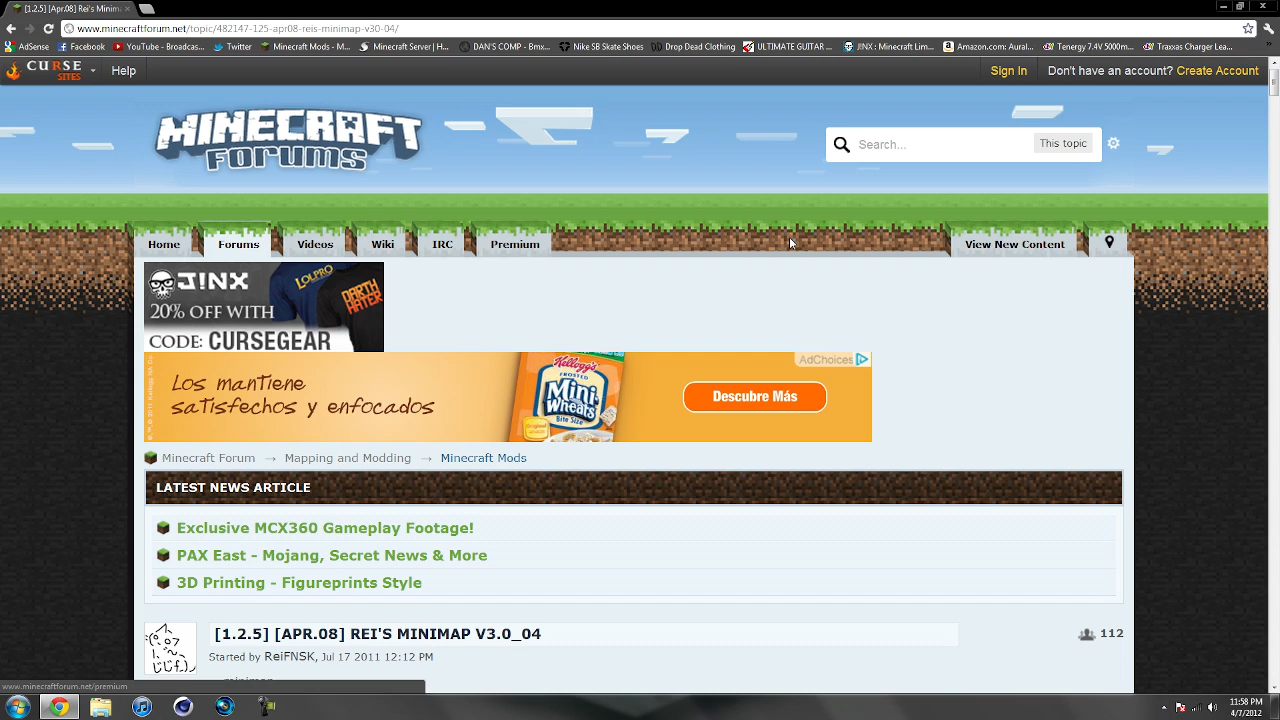 [1.2.5] [Apr.08] Rei's Minim
www.minecraftforum.net/topic/482147-125-apr08-reis-minimap-v30-04/
AdSense
Facebook
YouTube - Broadcas...
Twitter
Minecraft Mods - M...
Minecraft Server | H...
DAN'S COMP - Bmx...
Nike SB Skate Shoes
Drop Dead Clothing
ULTIMATE GUITAR ...
JINX : Minecraft Lim...
Amazon.com: Aural...
Tenergy 7.4V 5000m...
Traxxas Charger Lea...
CURSE SITES
Help
Sign In
Don't have an account? Create Account
MINECRAFT
FORUMS
Search...
This topic
Home
Forums
Videos
Wiki
IRC
Premium
View New Content
J!NX
LOLPRO
DARTH HATER
20% OFF WITH
CODE: CURSEGEAR
AdChoices
Los mantiene
satisfechos y enfocados
Kellogg's
FROSTED
Mini
Wheats
Bite Size
Original
Descubre Más
Minecraft Forum → Mapping and Modding → Minecraft Mods
LATEST NEWS ARTICLE
Exclusive MCX360 Gameplay Footage!
PAX East - Mojang, Secret News & More
3D Printing - Figureprints Style
[1.2.5] [APR.08] REI'S MINIMAP V3.0_04
112
Started by ReiFNSK, Jul 17 2011 12:12 PM
minimap
www.minecraftforum.net/premium
11:58 PM
4/7/2012